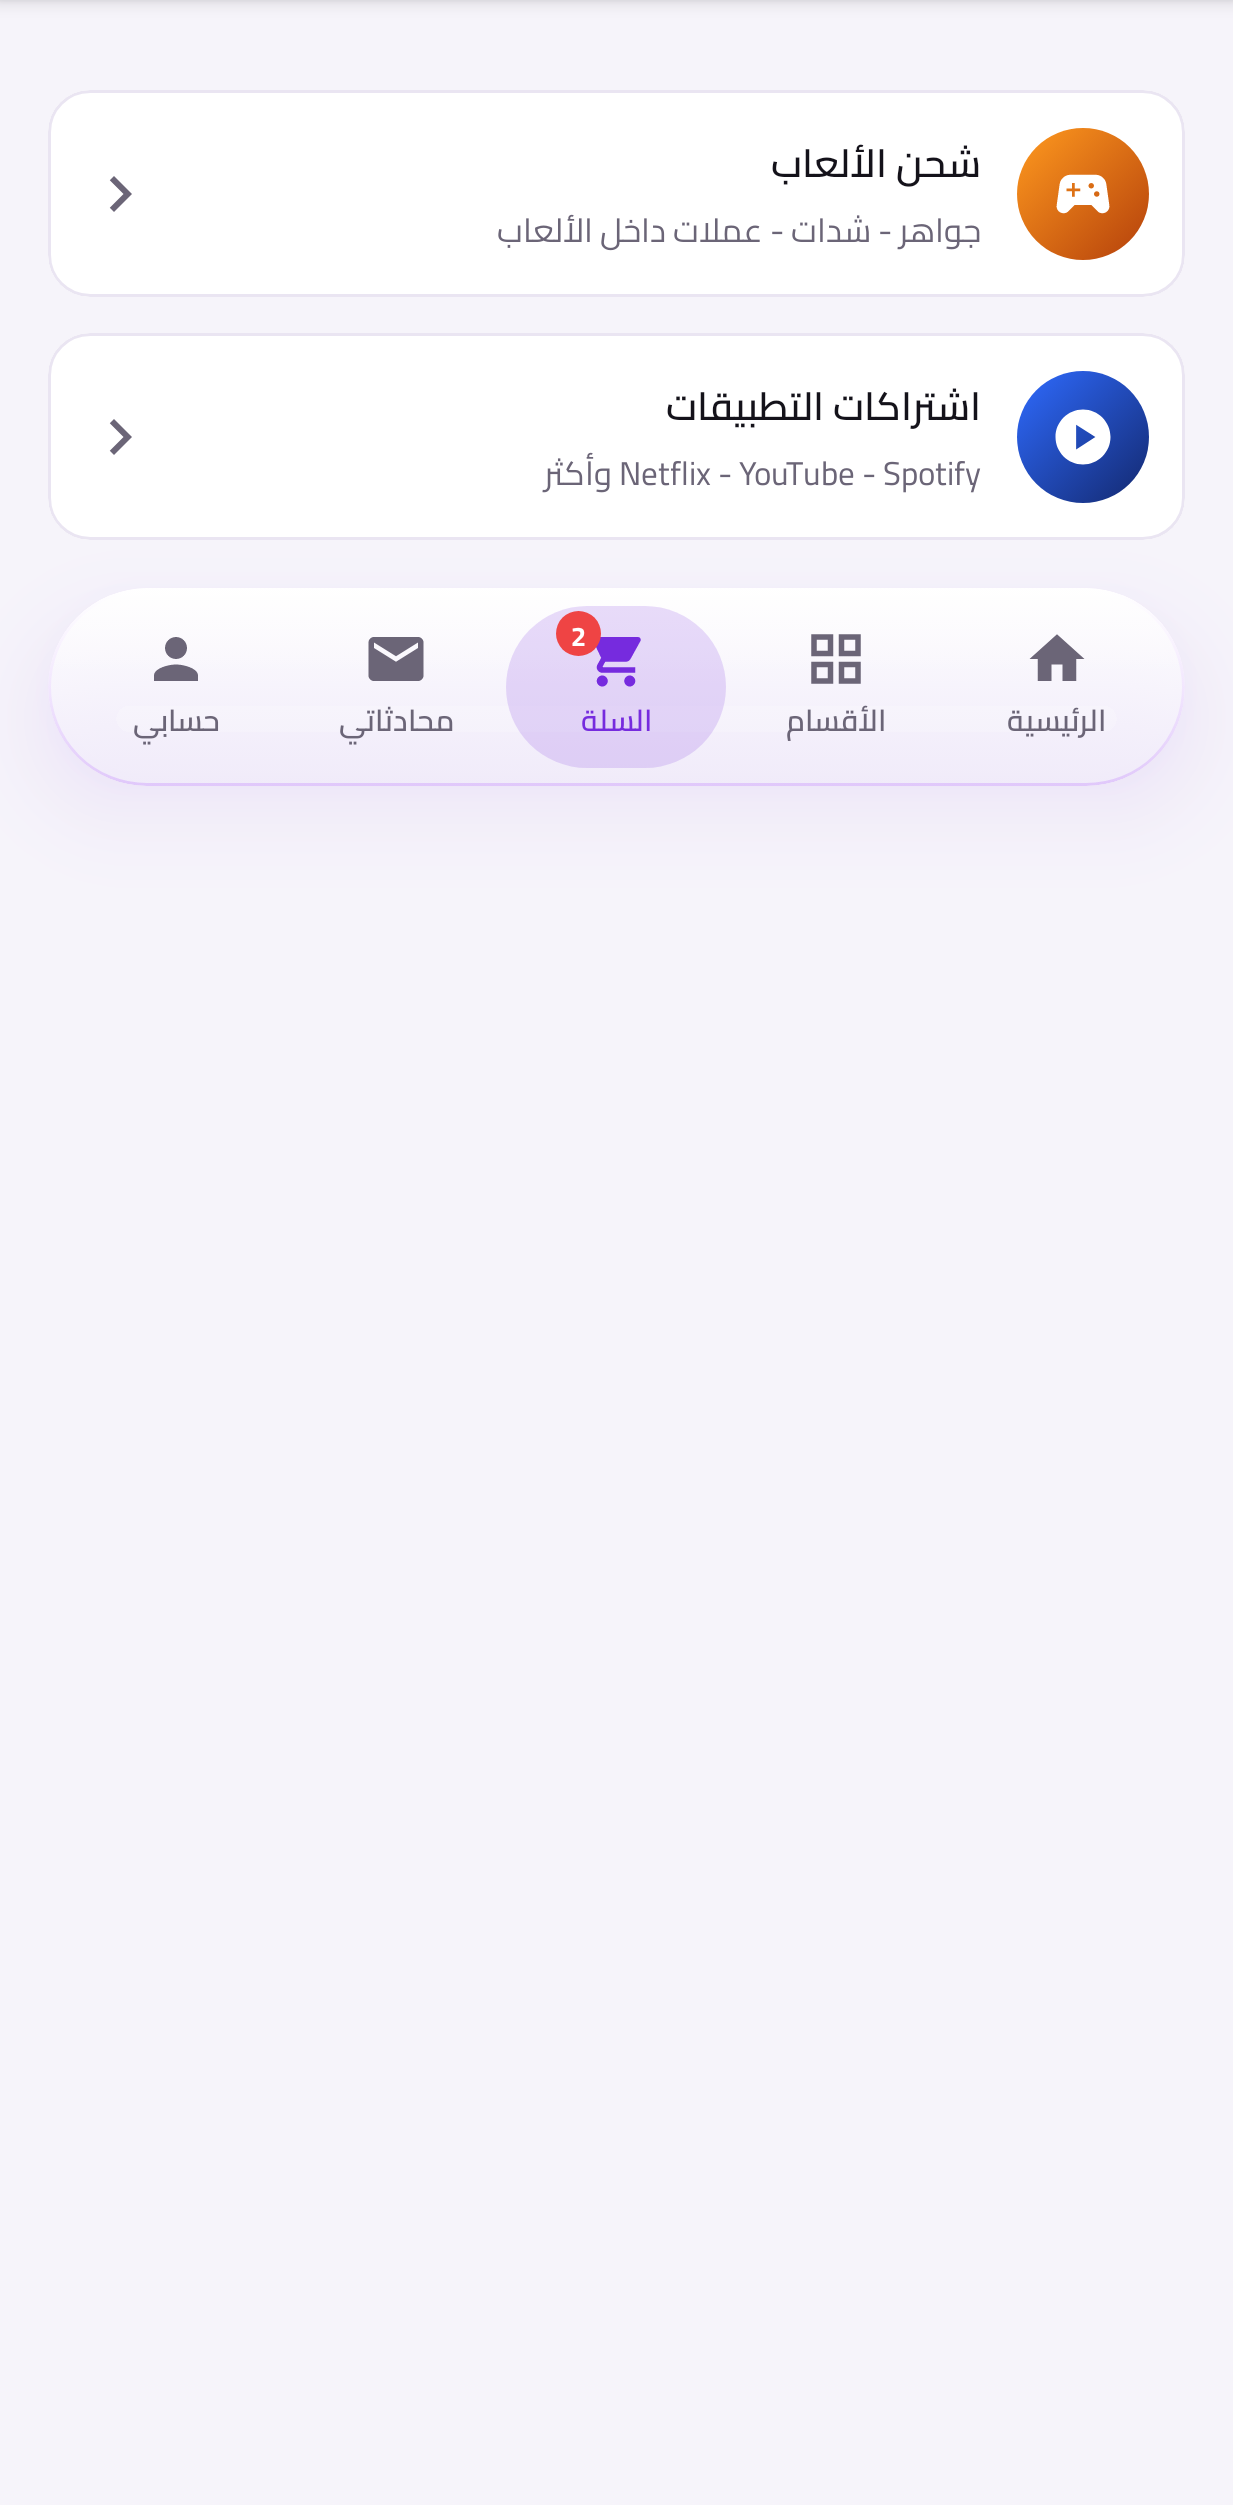 شحن الألعاب
جواهر - شدات - عملات داخل الألعاب
اشتراكات التطبيقات
Netflix - YouTube - Spotify وأكثر
الرئيسية
الأقسام
2
السلة
محادثاتي
حسابي